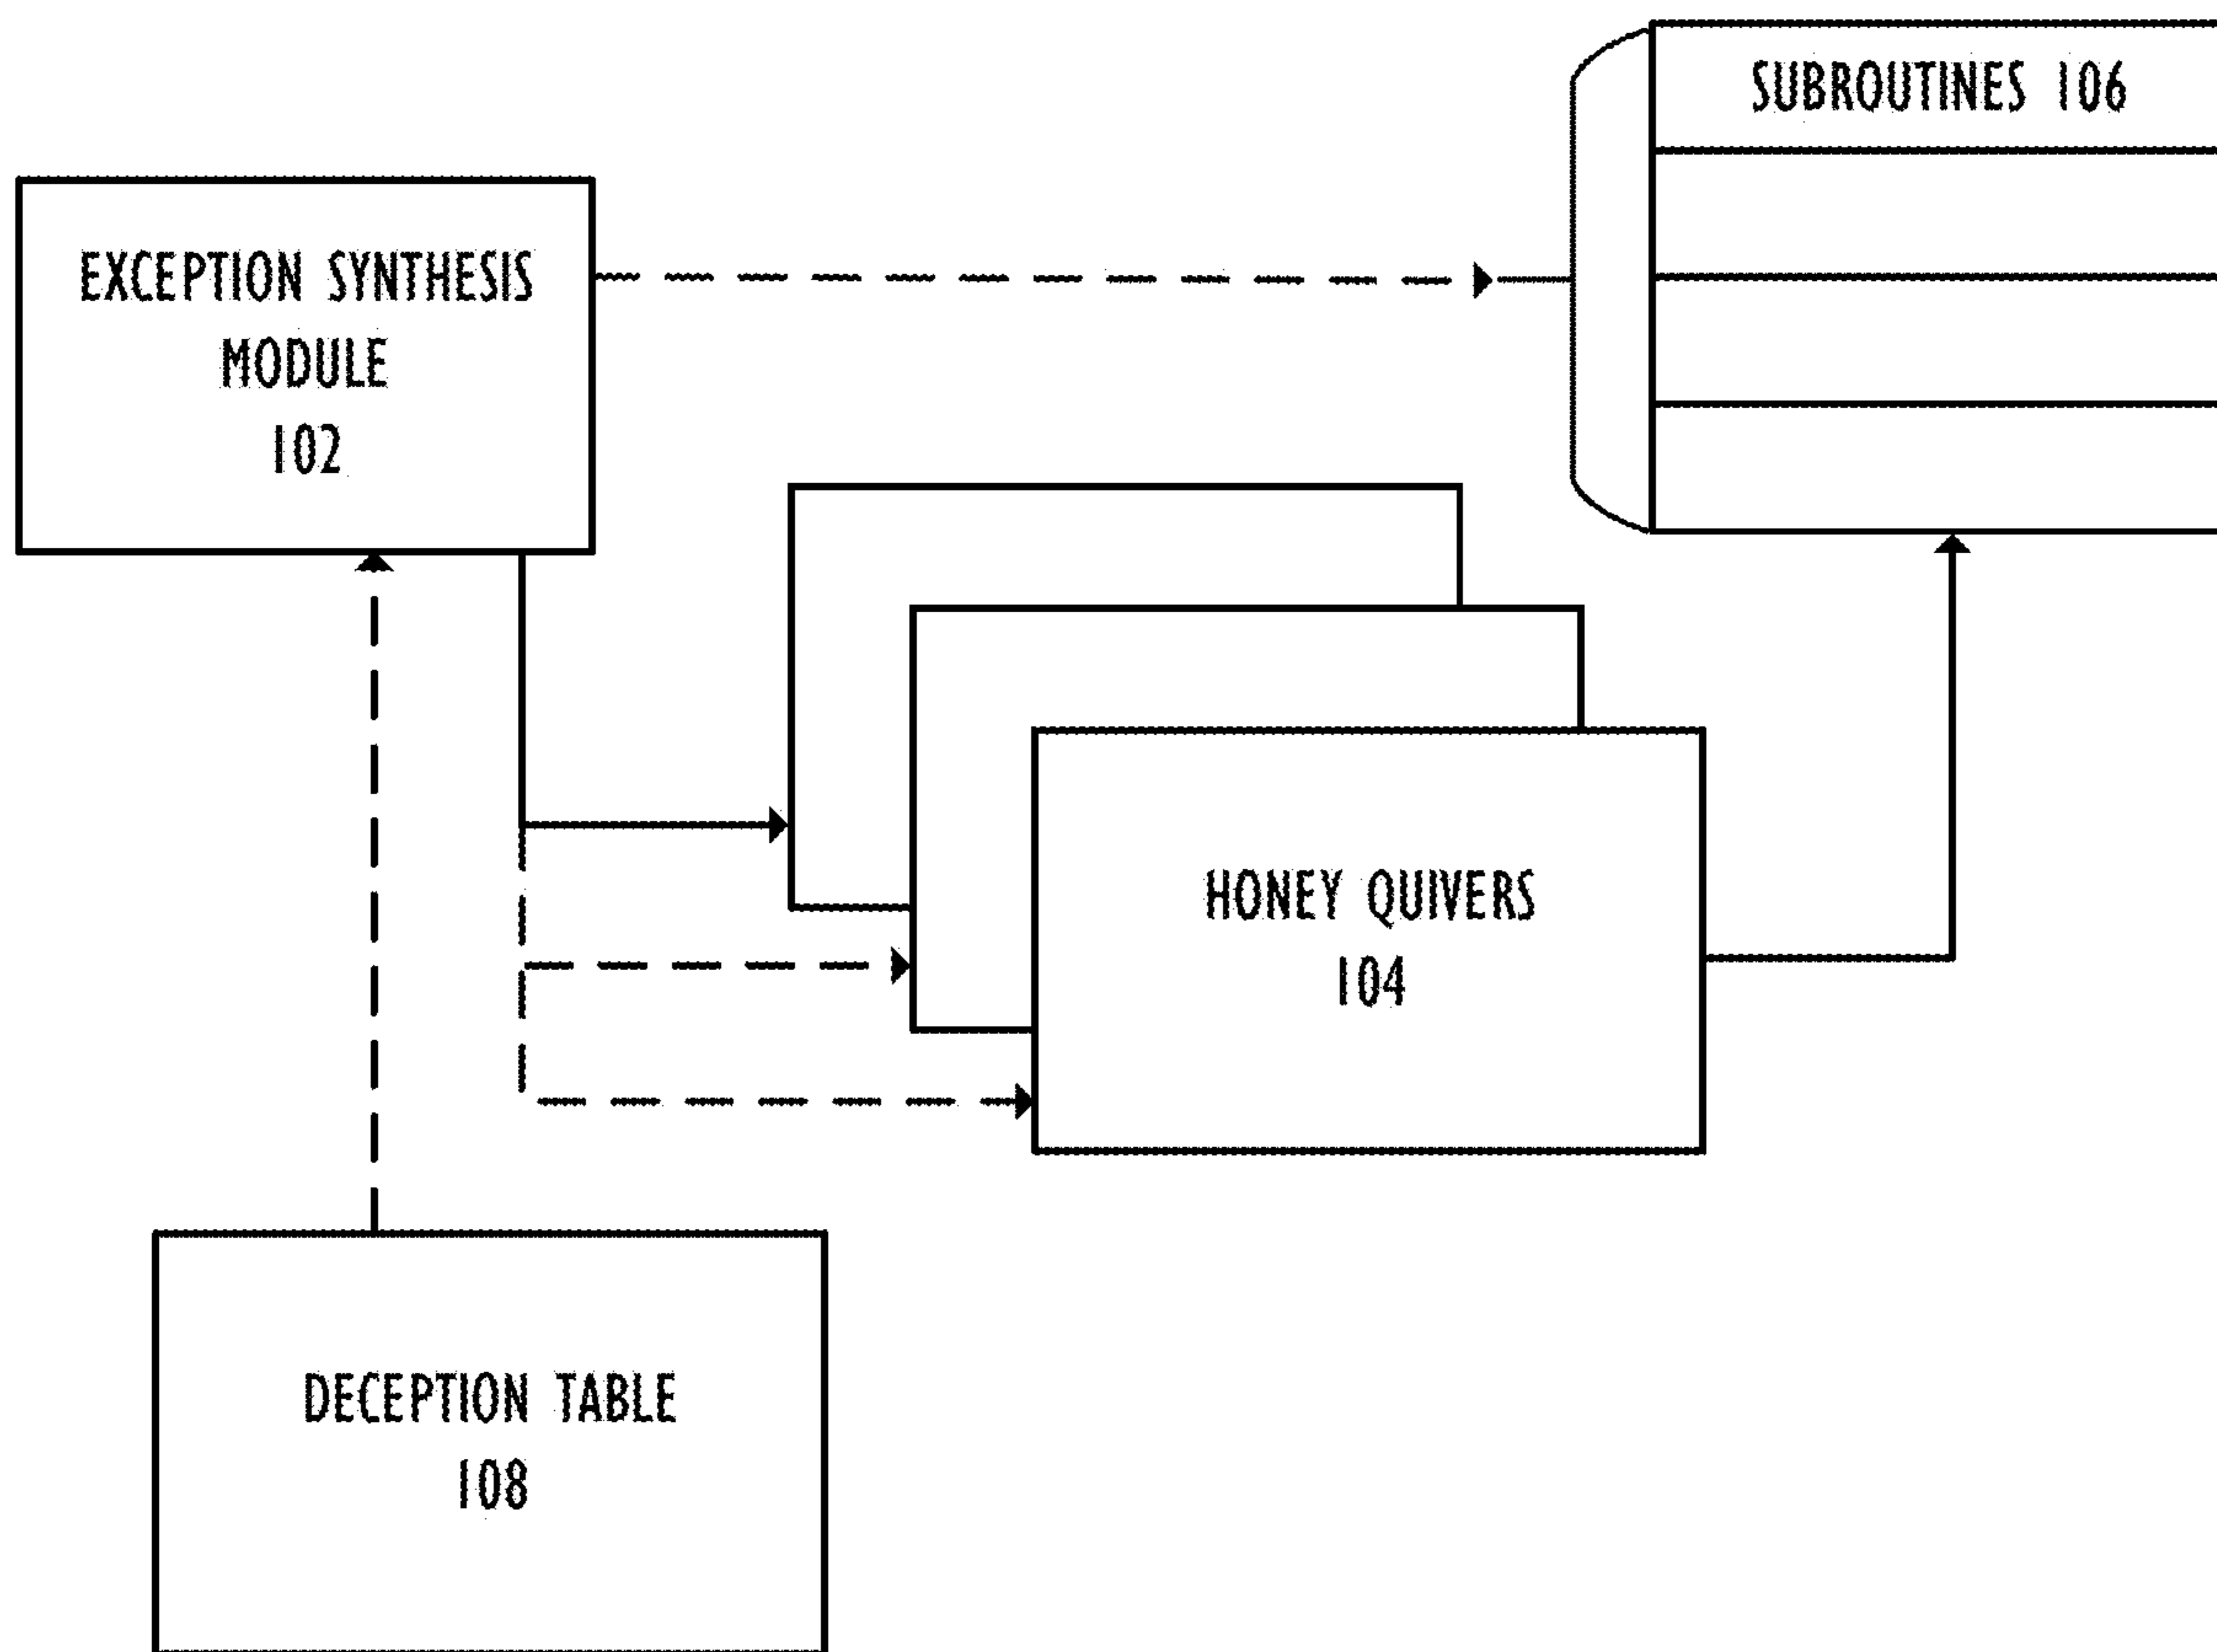 SUBROUTINES 106
EXCEPTION SYNTHESIS
MODULE
102
HONEY QUIVERS
104
DECEPTION TABLE
108